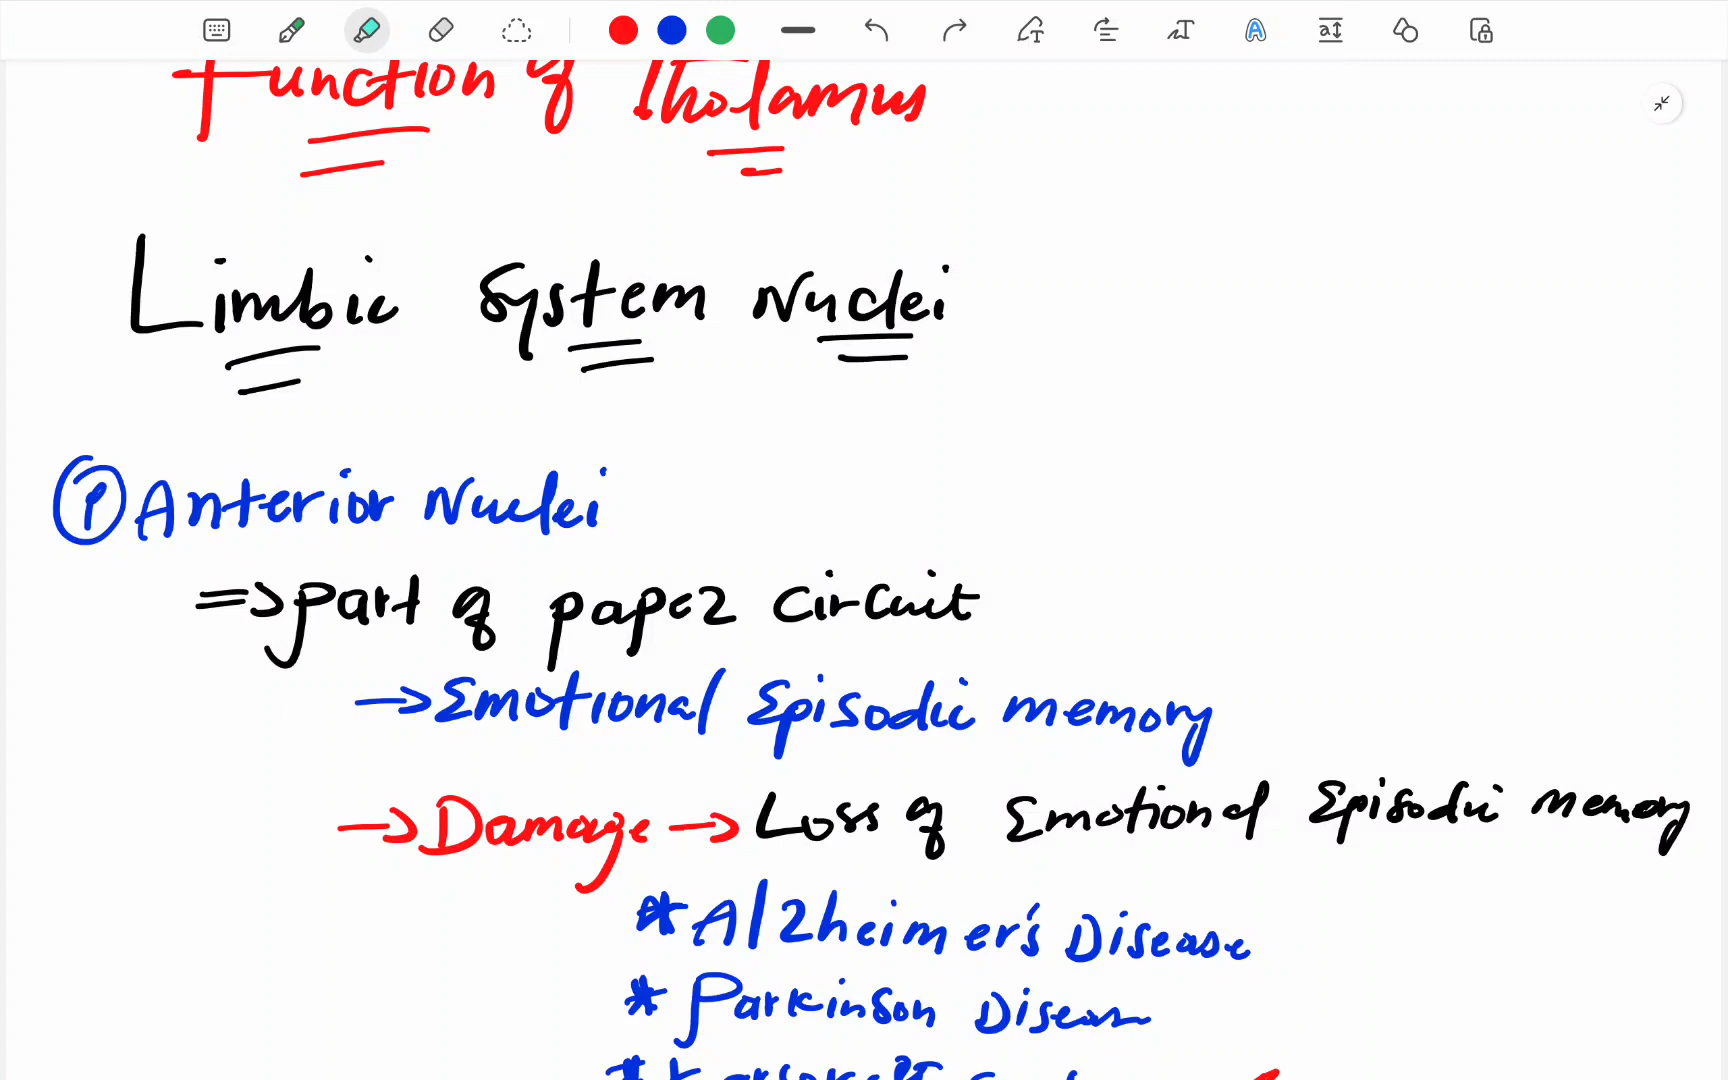 Function of Thalamus
Limbic System Nuclei
① Anterior Nuclei
=> part of papez circuit
→ Emotional Episodic memory
→ Damage → Loss of Emotional Episodic memory
* Alzheimer's Disease
* Parkinson Disease